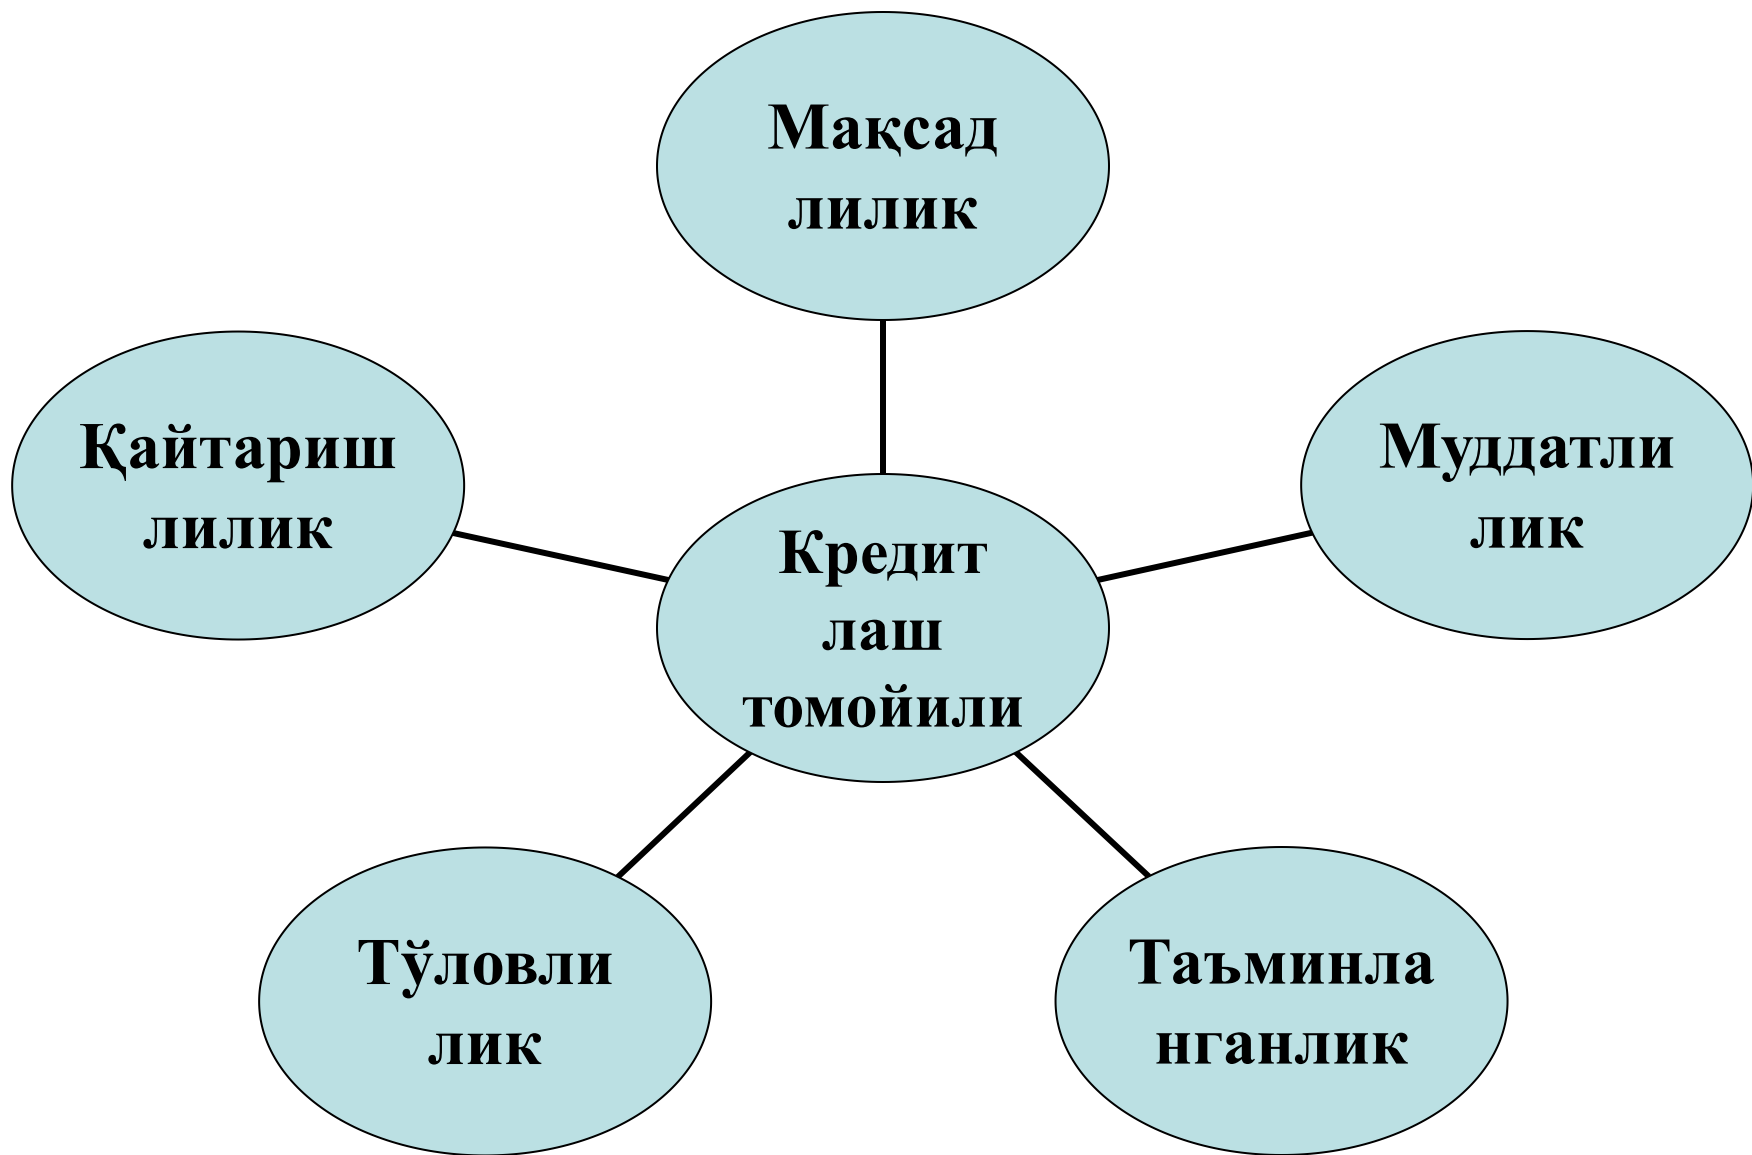 Мақсад
лилик
Қайтариш
лилик
Муддатли
лик
Кредит
лаш
томойили
Тўловли
лик
Таъминла
нганлик